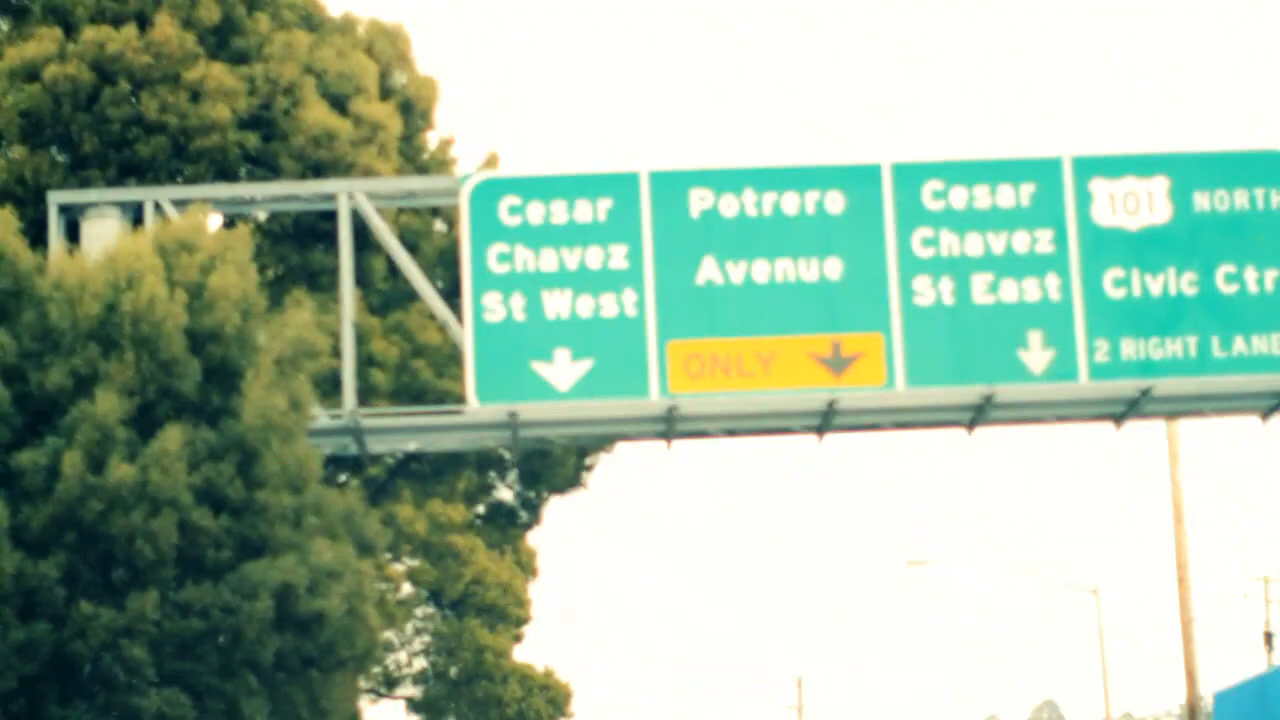 Cesar
Chavez
St West
Potrero
Avenue
ONLY
Cesar
Chavez
St East
101 NORTH
Civic Ctr
2 RIGHT LANE